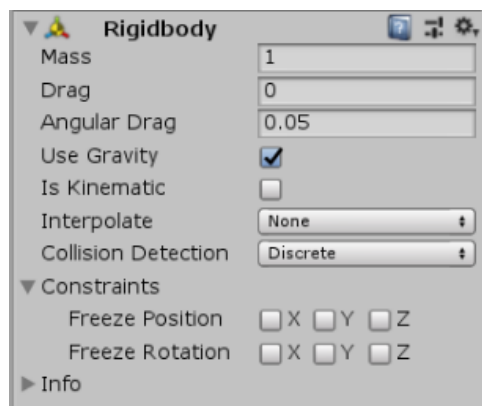 Rigidbody
Mass 1
Drag 0
Angular Drag 0.05
Use Gravity
Is Kinematic
Interpolate None
Collision Detection Discrete
Constraints
Freeze Position X Y Z
Freeze Rotation X Y Z
Info